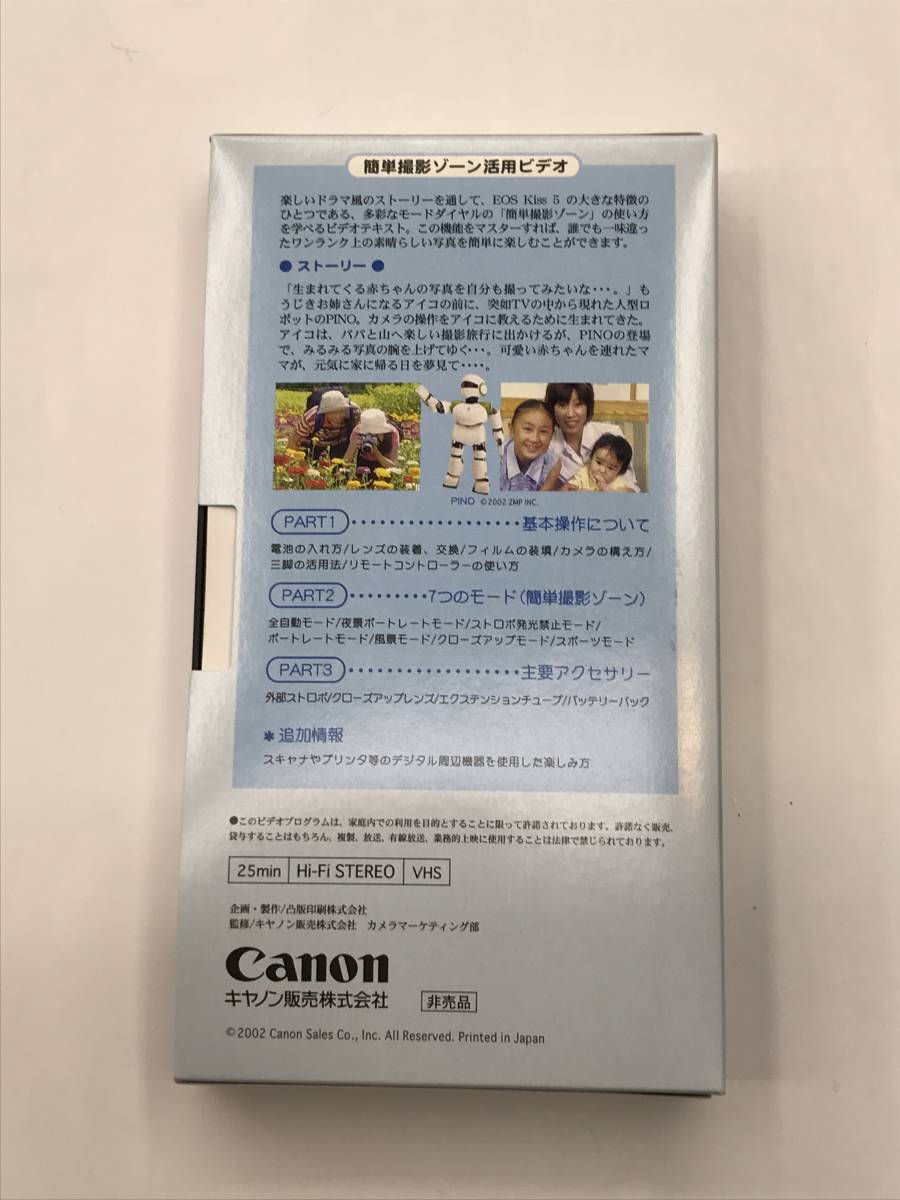 簡単撮影ゾーン活用ビデオ
楽しいドラマ風のストーリーを通して、EOS Kiss 5 の大きな特徴の
ひとつである、多彩なモードダイヤルの「簡単撮影ゾーン」の使い方
を学べるビデオテキスト。この機能をマスターすれば、誰でも一味違っ
たワンランク上の素晴らしい写真を簡単に楽しむことができます。
● ストーリー ●
「生まれてくる赤ちゃんの写真を自分も撮ってみたいな・・・。」も
うじきお姉さんになるアイコの前に、突如TVの中から現れた人型ロ
ボットのPINO。カメラの操作をアイコに教えるために生まれてきた。
アイコは、パパと山へ楽しい撮影旅行に出かけるが、PINOの登場
で、みるみる写真の腕を上げてゆく・・・。可愛い赤ちゃんを連れたマ
マが、元気に家に帰る日を夢見て・・・・。
PINO ©2002 ZMP INC.
PART1・・・・・・・・・・・・・・・・・・基本操作について
電池の入れ方/レンズの装着、交換/フィルムの装填/カメラの構え方/
三脚の活用法/リモートコントローラーの使い方
PART2・・・・・・・・・7つのモード(簡単撮影ゾーン)
全自動モード/夜景ポートレートモード/ストロボ発光禁止モード/
ポートレートモード/風景モード/クローズアップモード/スポーツモード
PART3・・・・・・・・・・・・・・・・・・主要アクセサリー
外部ストロボ/クローズアップレンズ/エクステンションチューブ/バッテリーパック
＊追加情報
スキャナやプリンタ等のデジタル周辺機器を使用した楽しみ方
●このビデオプログラムは、家庭内での利用を目的とすることに限って許諾されております。許諾なく販売、
貸与することはもちろん、複製、放送、有線放送、業務的上映に使用することは法律で禁じられております。
25min Hi-Fi STEREO VHS
企画・製作/凸版印刷株式会社
監修/キヤノン販売株式会社 カメラマーケティング部
Canon
キヤノン販売株式会社 非売品
©2002 Canon Sales Co., Inc. All Reserved. Printed in Japan